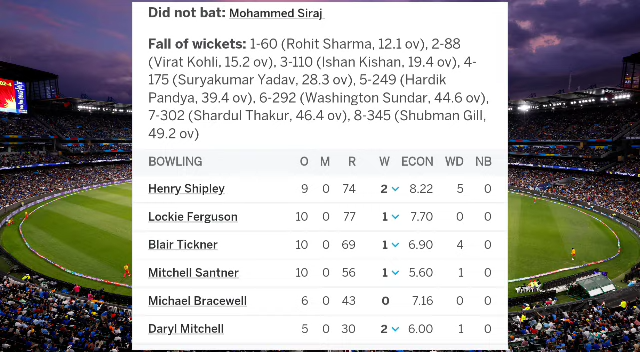 Did not bat: Mohammed Siraj
Fall of wickets: 1-60 (Rohit Sharma, 12.1 ov), 2-88
(Virat Kohli, 15.2 ov), 3-110 (Ishan Kishan, 19.4 ov), 4-
175 (Suryakumar Yadav, 28.3 ov), 5-249 (Hardik
Pandya, 39.4 ov), 6-292 (Washington Sundar, 44.6 ov),
7-302 (Shardul Thakur, 46.4 ov), 8-345 (Shubman Gill,
49.2 ov)
BOWLING O M R W ECON WD NB
Henry Shipley 9 0 74 2 8.22 5 0
Lockie Ferguson 10 0 77 1 7.70 0 0
Blair Tickner 10 0 69 1 6.90 4 0
Mitchell Santner 10 0 56 1 5.60 1 0
Michael Bracewell 6 0 43 0 7.16 0 0
Daryl Mitchell 5 0 30 2 6.00 1 0